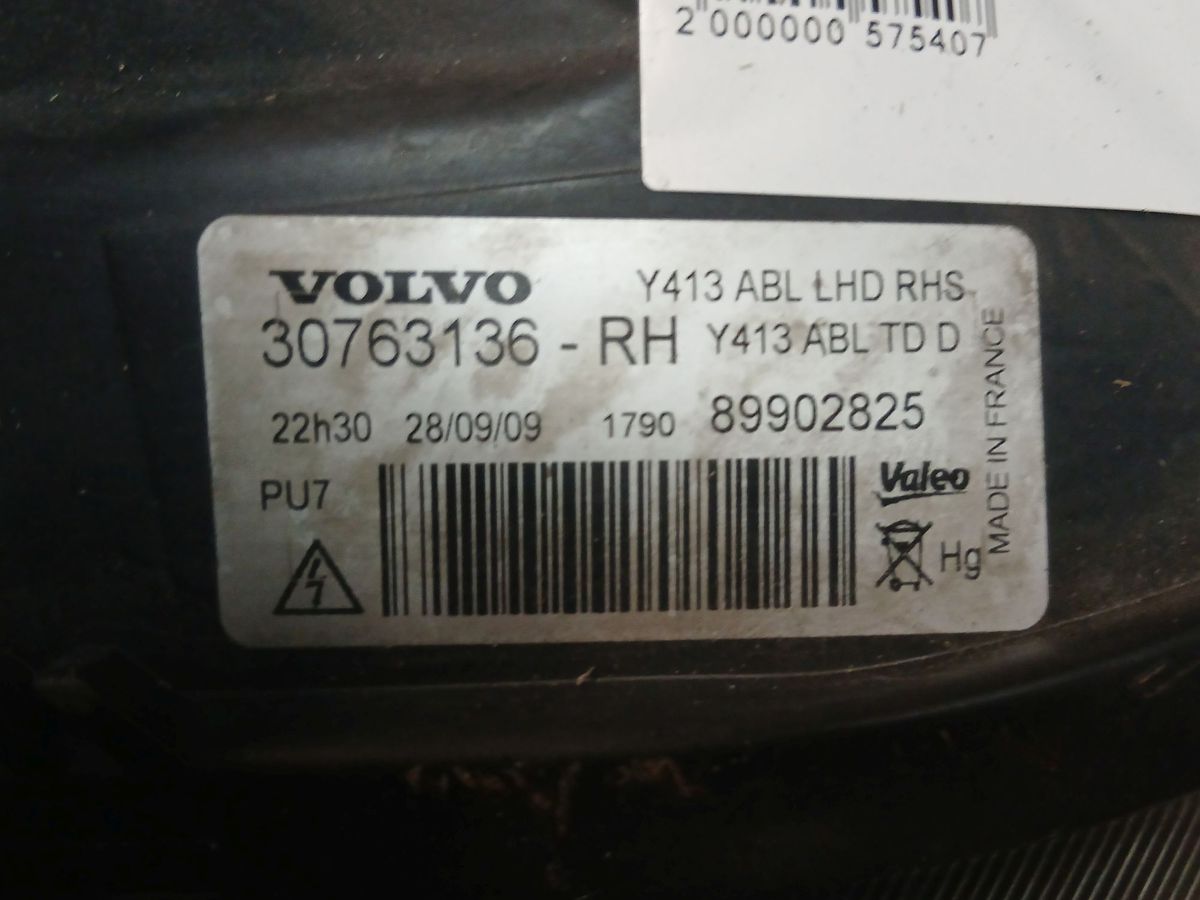 2 000000 575407
VOLVO Y413 ABL LHD RHS
30763136 - RH Y413 ABL TD D
22h30 28/09/09 1790 89902825
PU7
Valeo
Hg
MADE IN FRANCE